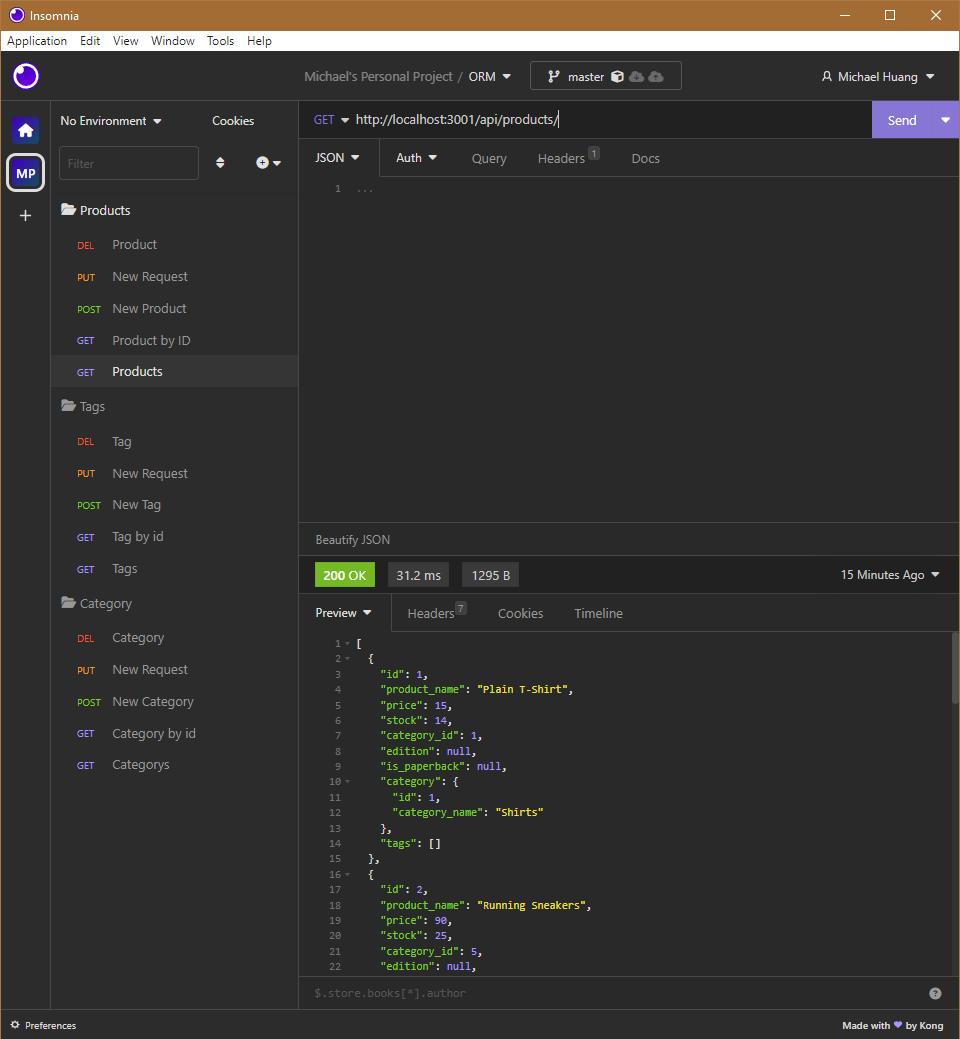 Insomnia
Application Edit View Window Tools Help
Michael's Personal Project / ORM master Michael Huang
No Environment Cookies
GET http://localhost:3001/api/products/ Send
Filter
JSON Auth Query Headers 1 Docs
MP
1 ...
Products
DEL Product
PUT New Request
POST New Product
GET Product by ID
GET Products
Tags
DEL Tag
PUT New Request
POST New Tag
GET Tag by id
GET Tags
Category
DEL Category
PUT New Request
POST New Category
GET Category by id
GET Categorys
Beautify JSON
200 OK 31.2 ms 1295 B 15 Minutes Ago
Preview Headers 7 Cookies Timeline
1 [
2 {
3 "id": 1,
4 "product_name": "Plain T-Shirt",
5 "price": 15,
6 "stock": 14,
7 "category_id": 1,
8 "edition": null,
9 "is_paperback": null,
10 "category": {
11 "id": 1,
12 "category_name": "Shirts"
13 },
14 "tags": []
15 },
16 {
17 "id": 2,
18 "product_name": "Running Sneakers",
19 "price": 90,
20 "stock": 25,
21 "category_id": 5,
22 "edition": null,
$.store.books[*].author ?
Preferences Made with 💜 by Kong